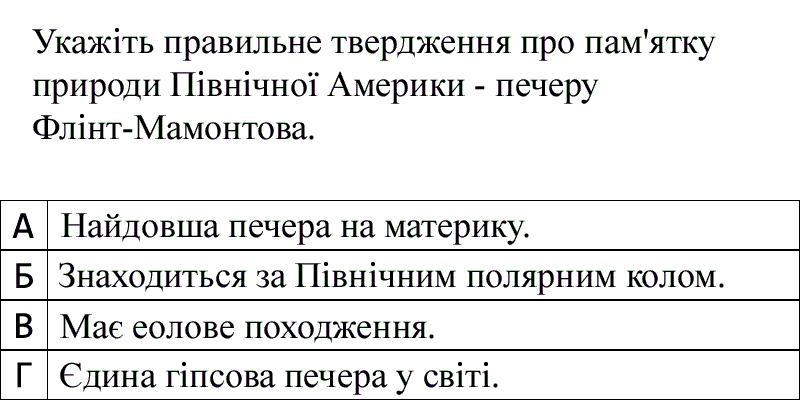 Укажіть правильне твердження про пам'ятку
природи Північної Америки - печеру
Флінт-Мамонтова.
А Найдовша печера на материку.
Б Знаходиться за Північним полярним колом.
В Має еолове походження.
Г Єдина гіпсова печера у світі.